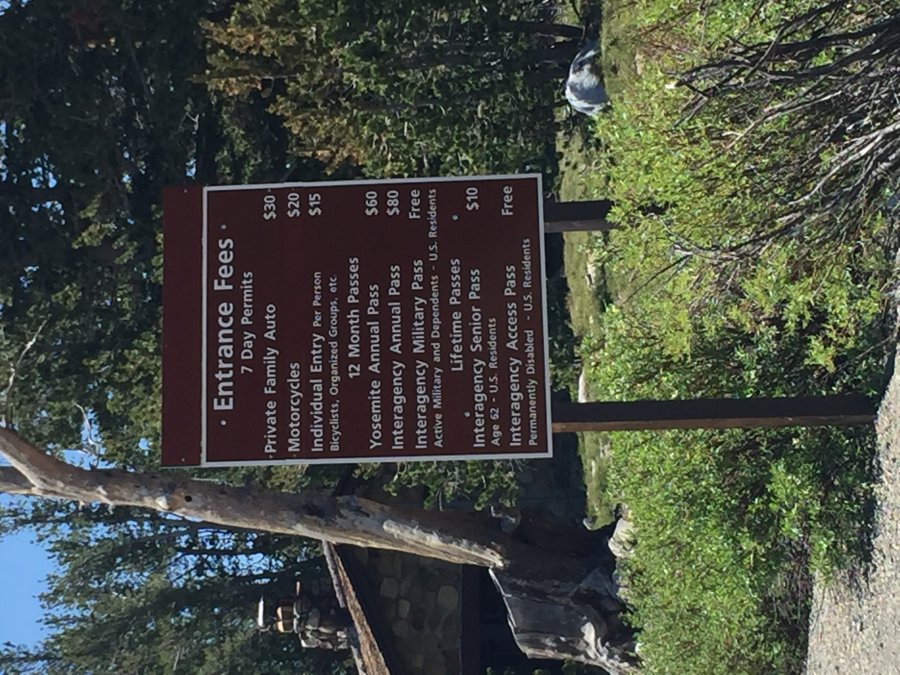 Entrance Fees
7 Day Permits
Private Family Auto $30
Motorcycles $20
Individual Entry Per Person $15
Bicyclists, Organized Groups, etc
12 Month Passes
Yosemite Annual Pass $60
Interagency Annual Pass $80
Interagency Military Pass Free
Active Military and Dependents - U.S. Residents
Lifetime Passes
Interagency Senior Pass $10
Age 62 - U.S. Residents
Interagency Access Pass Free
Permanently Disabled - U.S. Residents